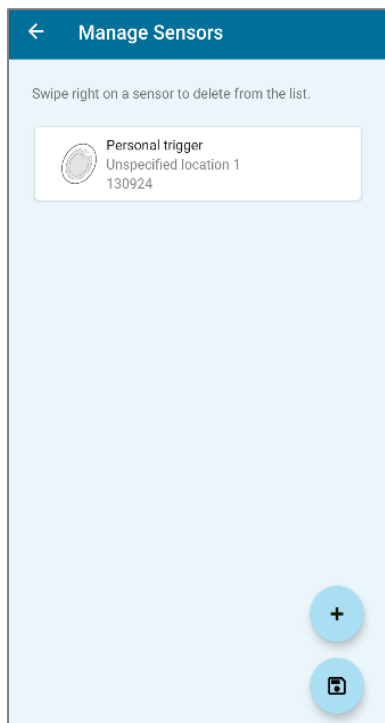 Manage Sensors
Swipe right on a sensor to delete from the list.
Personal trigger
Unspecified location 1
130924